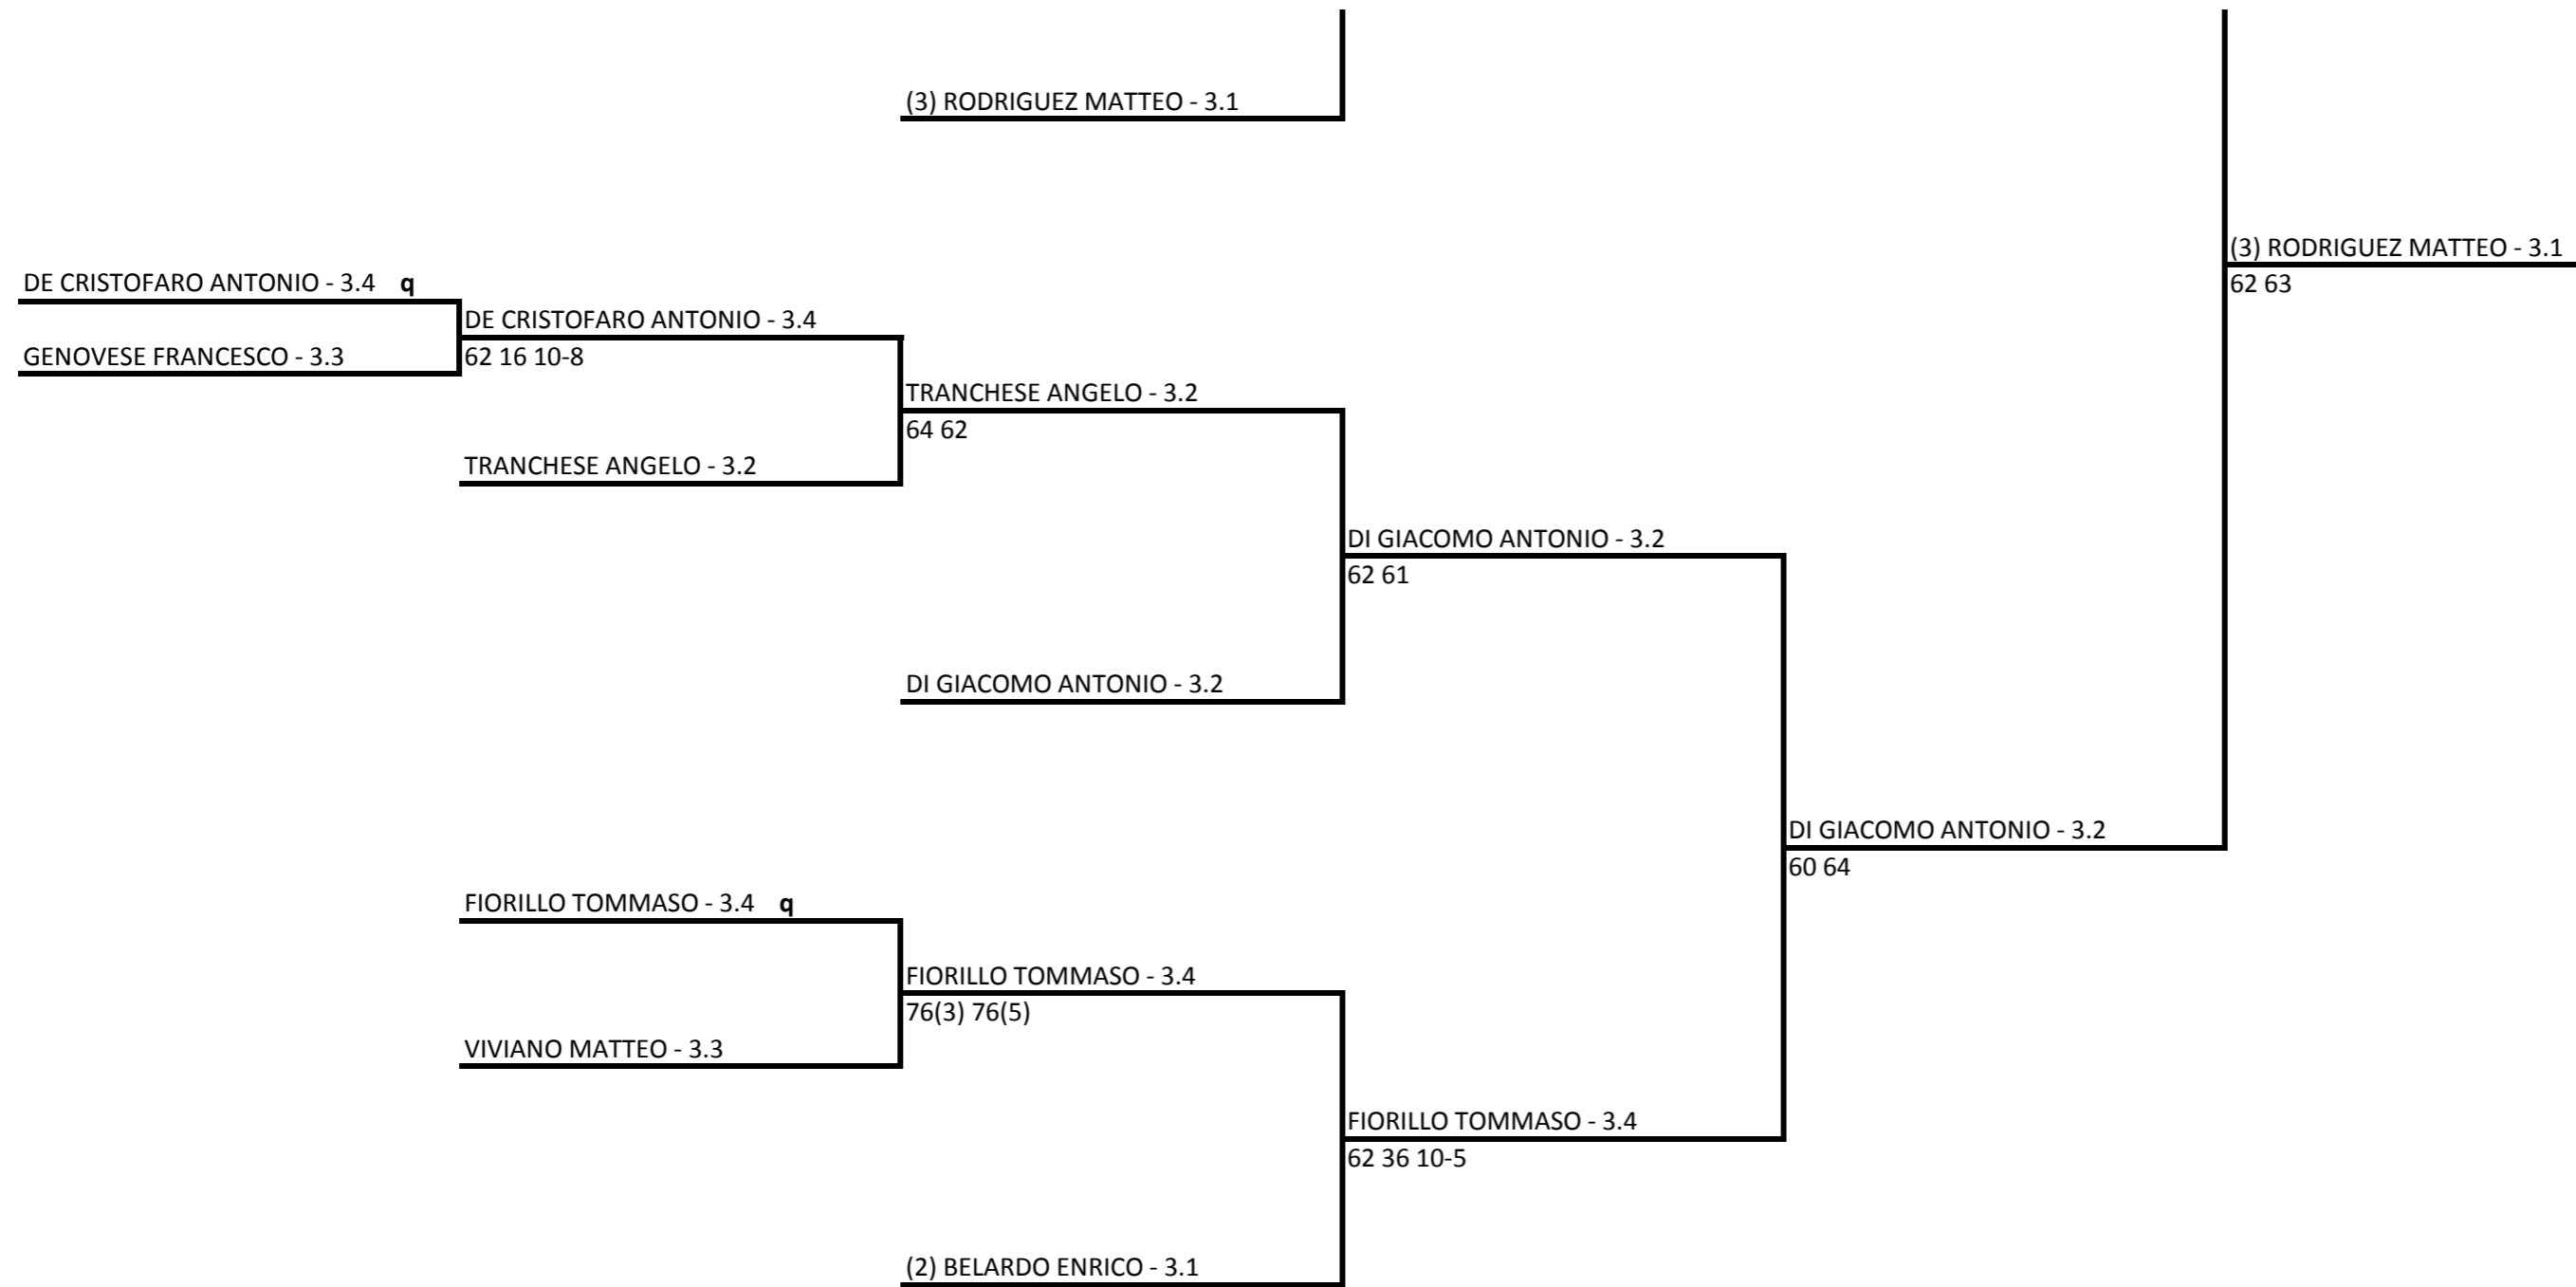 (3) RODRIGUEZ MATTEO - 3.1
(3) RODRIGUEZ MATTEO - 3.1
62 63
DE CRISTOFARO ANTONIO - 3.4 q
DE CRISTOFARO ANTONIO - 3.4
GENOVESE FRANCESCO - 3.3
62 16 10-8
TRANCHESE ANGELO - 3.2
64 62
TRANCHESE ANGELO - 3.2
DI GIACOMO ANTONIO - 3.2
62 61
DI GIACOMO ANTONIO - 3.2
DI GIACOMO ANTONIO - 3.2
60 64
FIORILLO TOMMASO - 3.4 q
FIORILLO TOMMASO - 3.4
76(3) 76(5)
VIVIANO MATTEO - 3.3
FIORILLO TOMMASO - 3.4
62 36 10-5
(2) BELARDO ENRICO - 3.1